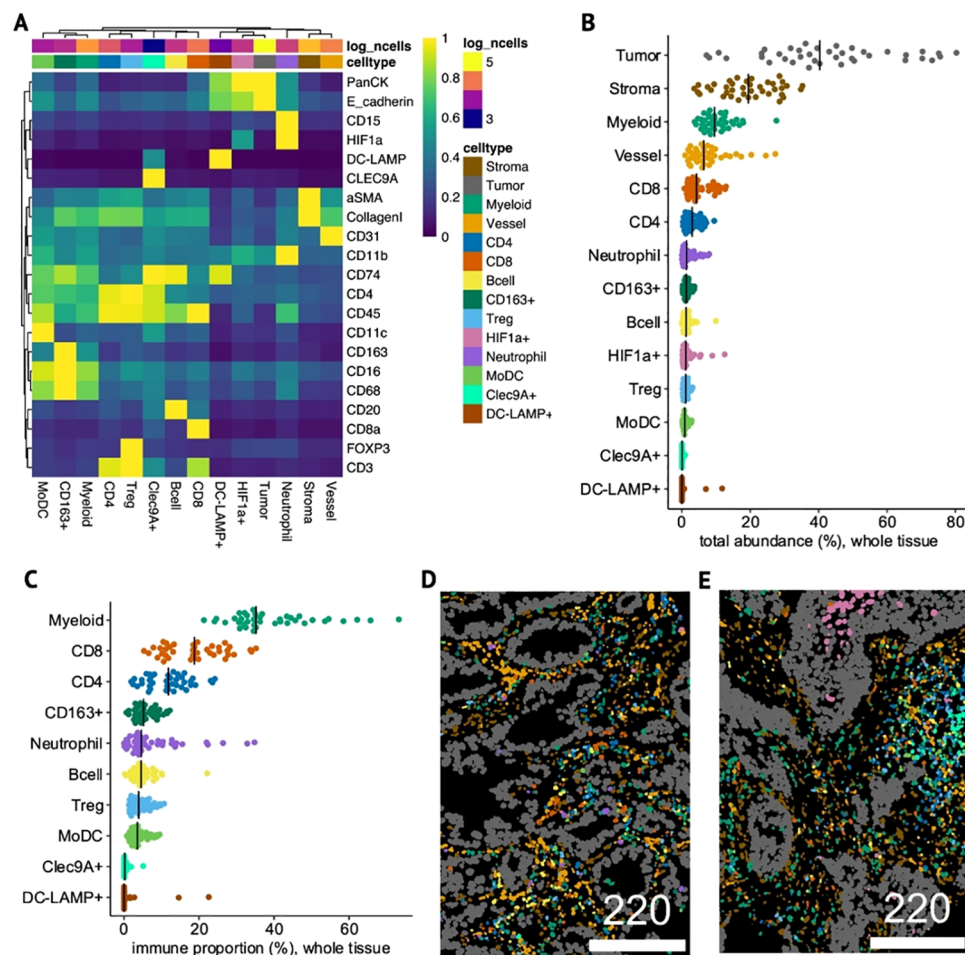 A
log_ncells
celltype
PanCK
E_cadherin
CD15
HIF1a
DC-LAMP
CLEC9A
aSMA
CollagenI
CD31
CD11b
CD74
CD4
CD45
CD11c
CD163
CD16
CD68
CD20
CD8a
FOXP3
CD3
MoDC
CD163+
Myeloid
CD4
Treg
Clec9A+
Bcell
CD8
DC-LAMP+
HIF1a+
Tumor
Neutrophil
Stroma
Vessel
1
0.8
0.6
0.4
0.2
0
log_ncells
5
3
celltype
Stroma
Tumor
Myeloid
Vessel
CD4
CD8
Bcell
CD163+
Treg
HIF1a+
Neutrophil
MoDC
Clec9A+
DC-LAMP+
B
Tumor
Stroma
Myeloid
Vessel
CD8
CD4
Neutrophil
CD163+
Bcell
HIF1a+
Treg
MoDC
Clec9A+
DC-LAMP+
0 20 40 60 80
total abundance (%), whole tissue
C
Myeloid
CD8
CD4
CD163+
Neutrophil
Bcell
Treg
MoDC
Clec9A+
DC-LAMP+
0 20 40 60
immune proportion (%), whole tissue
D
220
E
220